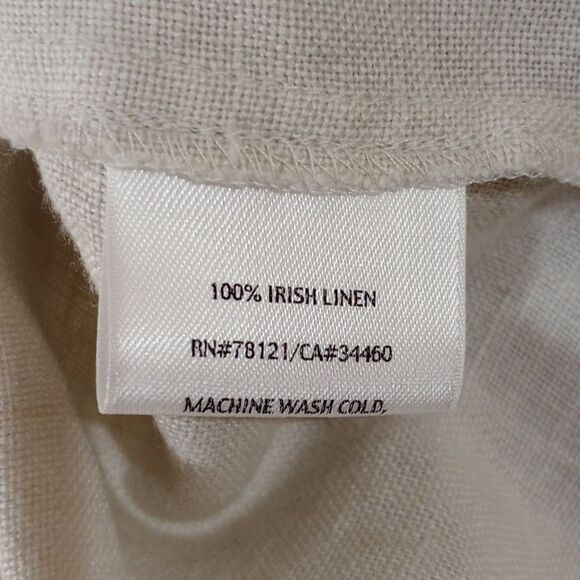 100% IRISH LINEN
RN#78121/CA#34460
MACHINE WASH COLD,